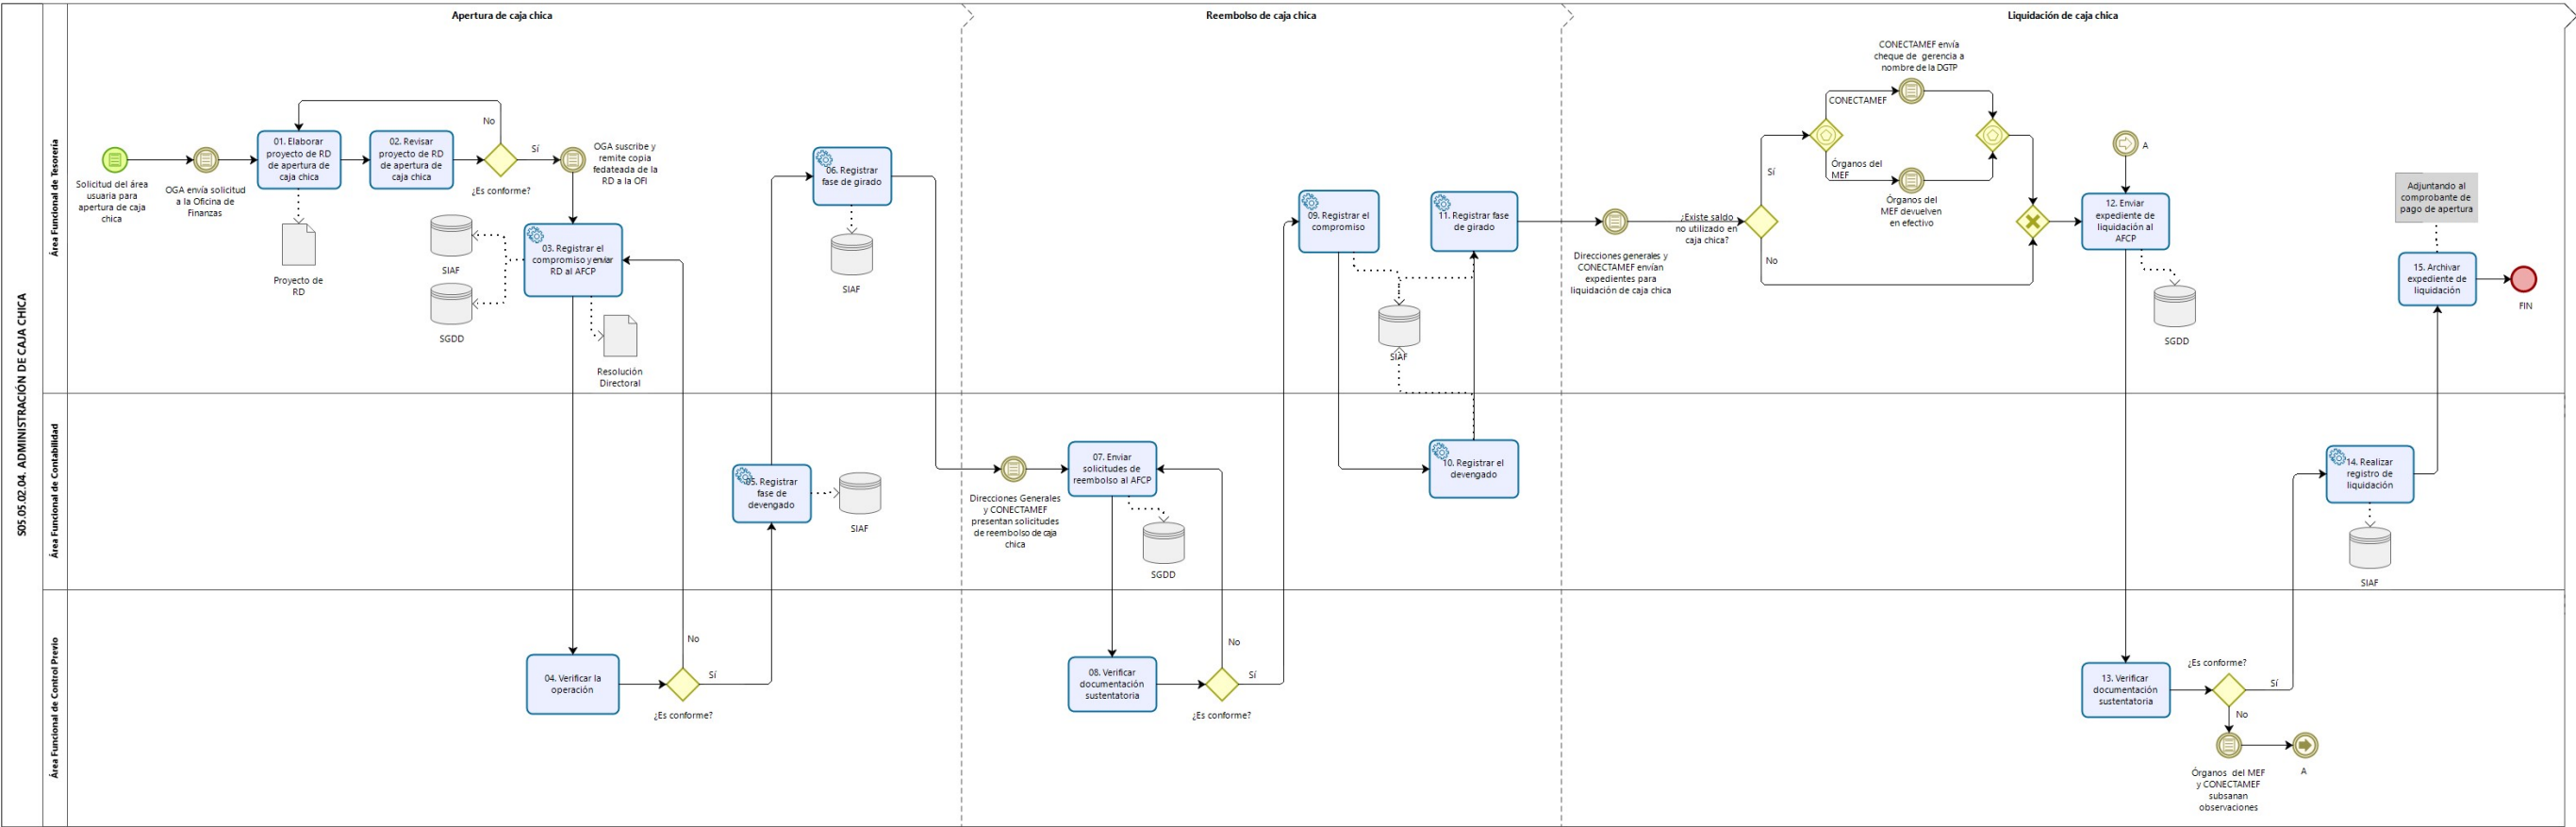 S05.05.02.04. ADMINISTRACIÓN DE CAJA CHICA
Apertura de caja chica
Reembolso de caja chica
Liquidación de caja chica
Área Funcional de Tesorería
Solicitud del área
usuaria para
apertura de caja
chica
OGA envía solicitud
a la Oficina de
Finanzas
01. Elaborar
proyecto de RD
de apertura de
caja chica
Proyecto de
RD
02. Revisar
proyecto de RD
de apertura de
caja chica
No
Sí
¿Es conforme?
OGA suscribe y
remite copia
fedateada de la
RD a la OFI
03. Registrar el
compromiso y enviar
RD al AFCP
SIAF
SGDD
Resolución
Directoral
06. Registrar
fase de girado
SIAF
09. Registrar el
compromiso
11. Registrar fase
de girado
SIAF
Direcciones generales y
CONECTAMEF envían
expedientes para
liquidación de caja chica
¿Existe saldo
no utilizado en
caja chica?
Sí
No
CONECTAMEF envía
cheque de gerencia a
nombre de la DGTP
CONECTAMEF
Órganos del
MEF
Órganos del
MEF devuelven
en efectivo
A
12. Enviar
expediente de
liquidación al
AFCP
SGDD
Adjuntando al
comprobante de
pago de apertura
15. Archivar
expediente de
liquidación
FIN
Área Funcional de Contabilidad
05. Registrar
fase de
devengado
SIAF
Direcciones Generales
y CONECTAMEF
presentan solicitudes
de reembolso de caja
chica
07. Enviar
solicitudes de
reembolso al AFCP
SGDD
10. Registrar el
devengado
14. Realizar
registro de
liquidación
SIAF
Área Funcional de Control Previo
04. Verificar la
operación
No
Sí
¿Es conforme?
08. Verificar
documentación
sustentatoria
No
Sí
¿Es conforme?
13. Verificar
documentación
sustentatoria
¿Es conforme?
Sí
No
Órganos del MEF
y CONECTAMEF
subsanan
observaciones
A